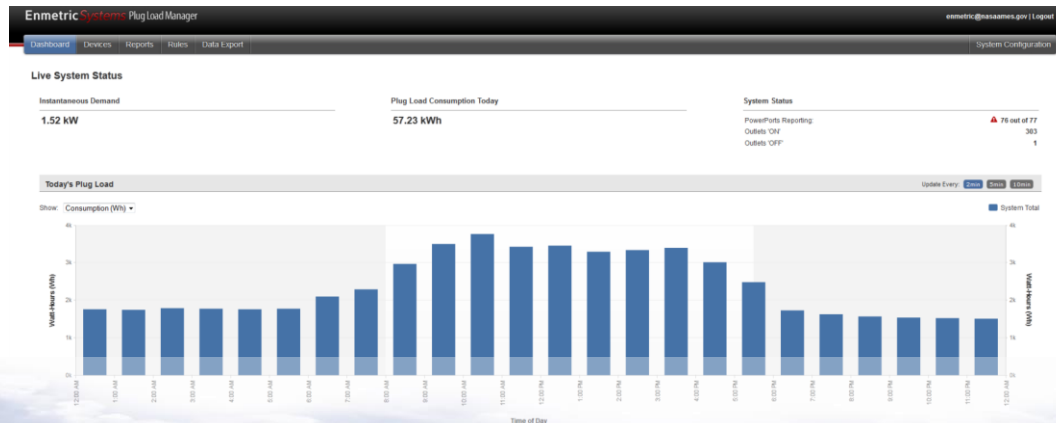 Enmetric Systems Plug Load Manager
enmetric@nasaames.gov | Logout
Dashboard Devices Reports Rules Data Export System Configuration
Live System Status
Instantaneous Demand
1.52 kW
Plug Load Consumption Today
57.23 kWh
System Status
PowerPorts Reporting: 76 out of 77
Outlets 'ON' 303
Outlets 'OFF' 1
Today's Plug Load
Update Every: 2min 5min 10min
Show: Consumption (Wh)
System Total
4k 4k
3k 3k
2k 2k
1k 1k
0k 0k
Watt-Hours (Wh)
Watt-Hours (Wh)
12:00 AM 1:00 AM 2:00 AM 3:00 AM 4:00 AM 5:00 AM 6:00 AM 7:00 AM 8:00 AM 9:00 AM 10:00 AM 11:00 AM 12:00 PM 1:00 PM 2:00 PM 3:00 PM 4:00 PM 5:00 PM 6:00 PM 7:00 PM 8:00 PM 9:00 PM 10:00 PM 11:00 PM 12:00 AM
Time of Day